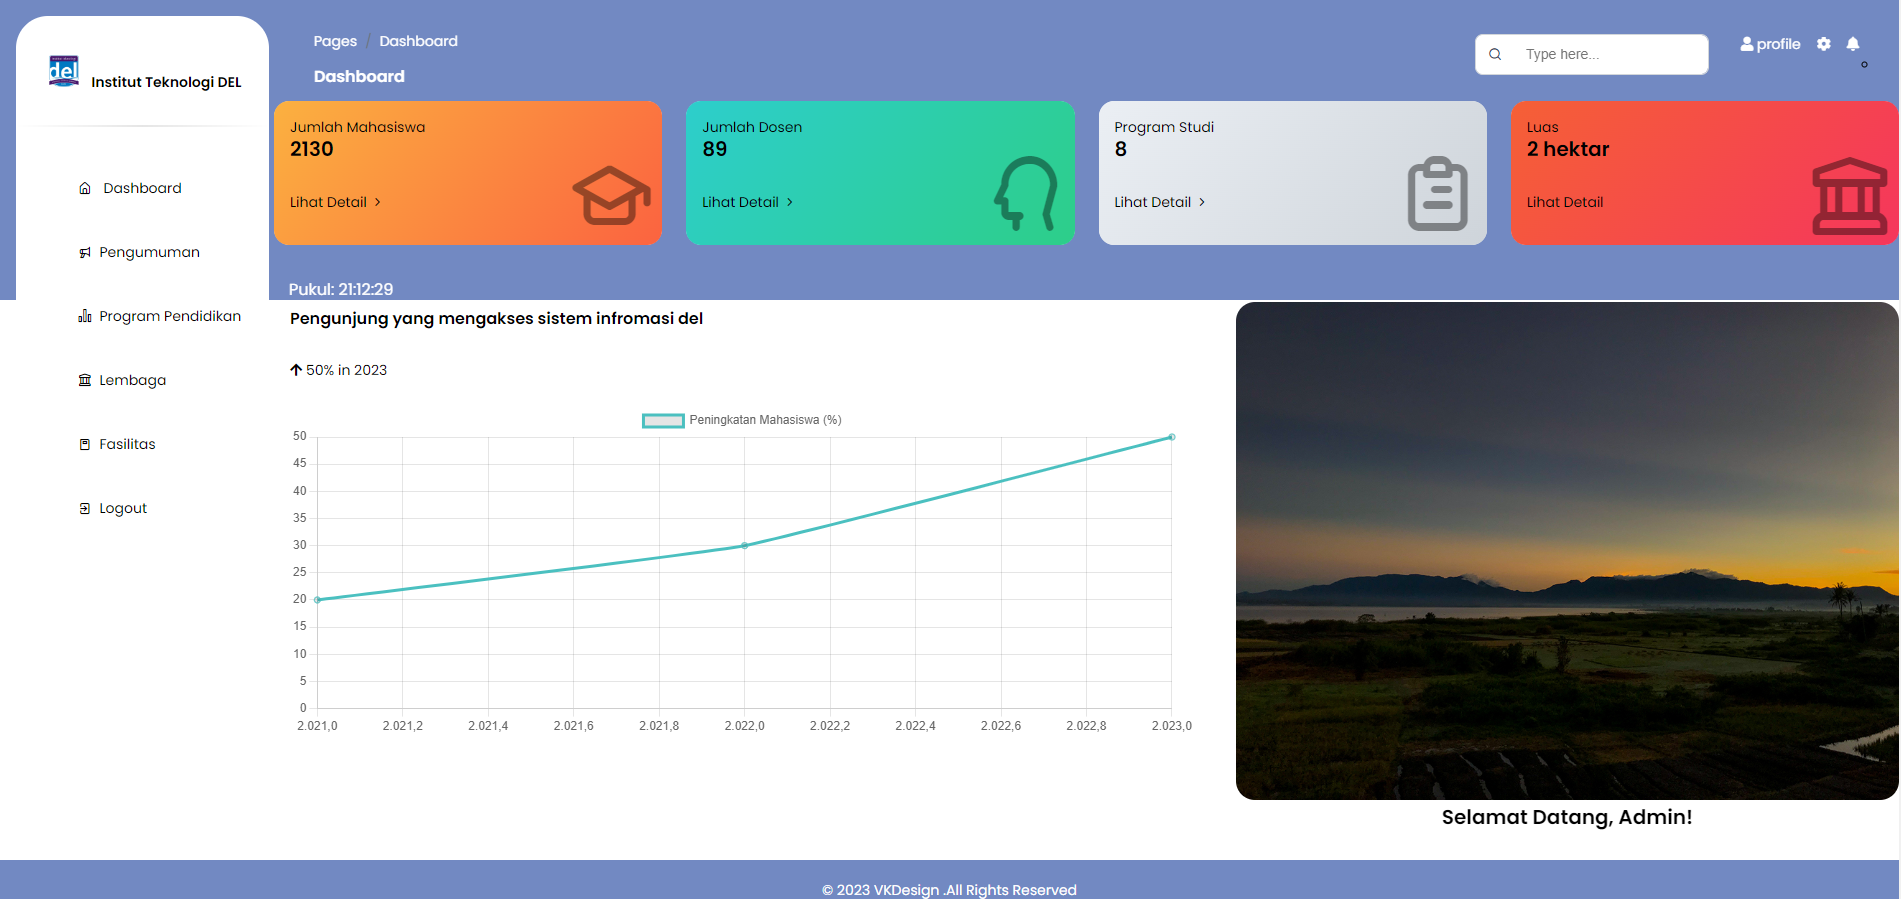 del
Institut Teknologi DEL
Dashboard
Pengumuman
Program Pendidikan
Lembaga
Fasilitas
Logout
Pages / Dashboard
Dashboard
Type here...
profile
Jumlah Mahasiswa
2130
Lihat Detail >
Jumlah Dosen
89
Lihat Detail >
Program Studi
8
Lihat Detail >
Luas
2 hektar
Lihat Detail
Pukul: 21:12:29
Pengunjung yang mengakses sistem infromasi del
50% in 2023
Peningkatan Mahasiswa (%)
50
45
40
35
30
25
20
15
10
5
0
2.021,0 2.021,2 2.021,4 2.021,6 2.021,8 2.022,0 2.022,2 2.022,4 2.022,6 2.022,8 2.023,0
Selamat Datang, Admin!
© 2023 VKDesign .All Rights Reserved